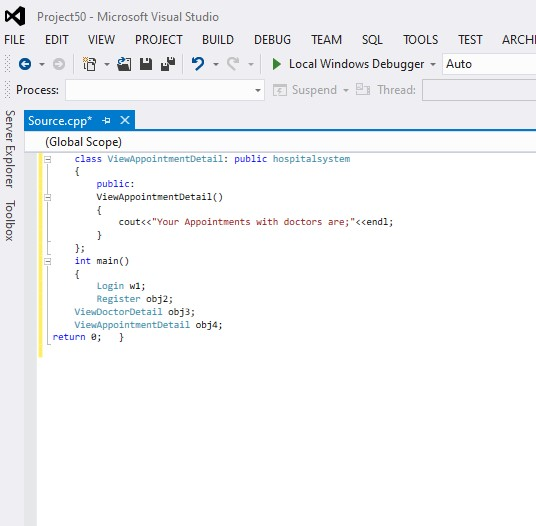 Project50 - Microsoft Visual Studio
FILE EDIT VIEW PROJECT BUILD DEBUG TEAM SQL TOOLS TEST ARCHI
Local Windows Debugger Auto
Process: Suspend Thread:
Server Explorer
Toolbox
Source.cpp*
(Global Scope)
class ViewAppointmentDetail: public hospitalsystem
{
public:
ViewAppointmentDetail()
{
cout<<"Your Appointments with doctors are;"<<endl;
}
};
int main()
{
Login w1;
Register obj2;
ViewDoctorDetail obj3;
ViewAppointmentDetail obj4;
return 0; }